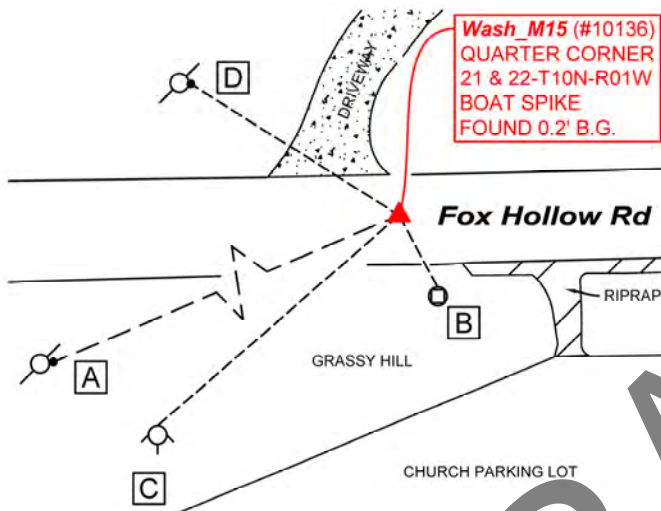 Wash_M15 (#10136)
QUARTER CORNER
21 & 22-T10N-R01W
BOAT SPIKE
FOUND 0.2' B.G.
D
DRIVEWAY
Fox Hollow Rd
B
RIPRAP
A
GRASSY HILL
C
CHURCH PARKING LOT